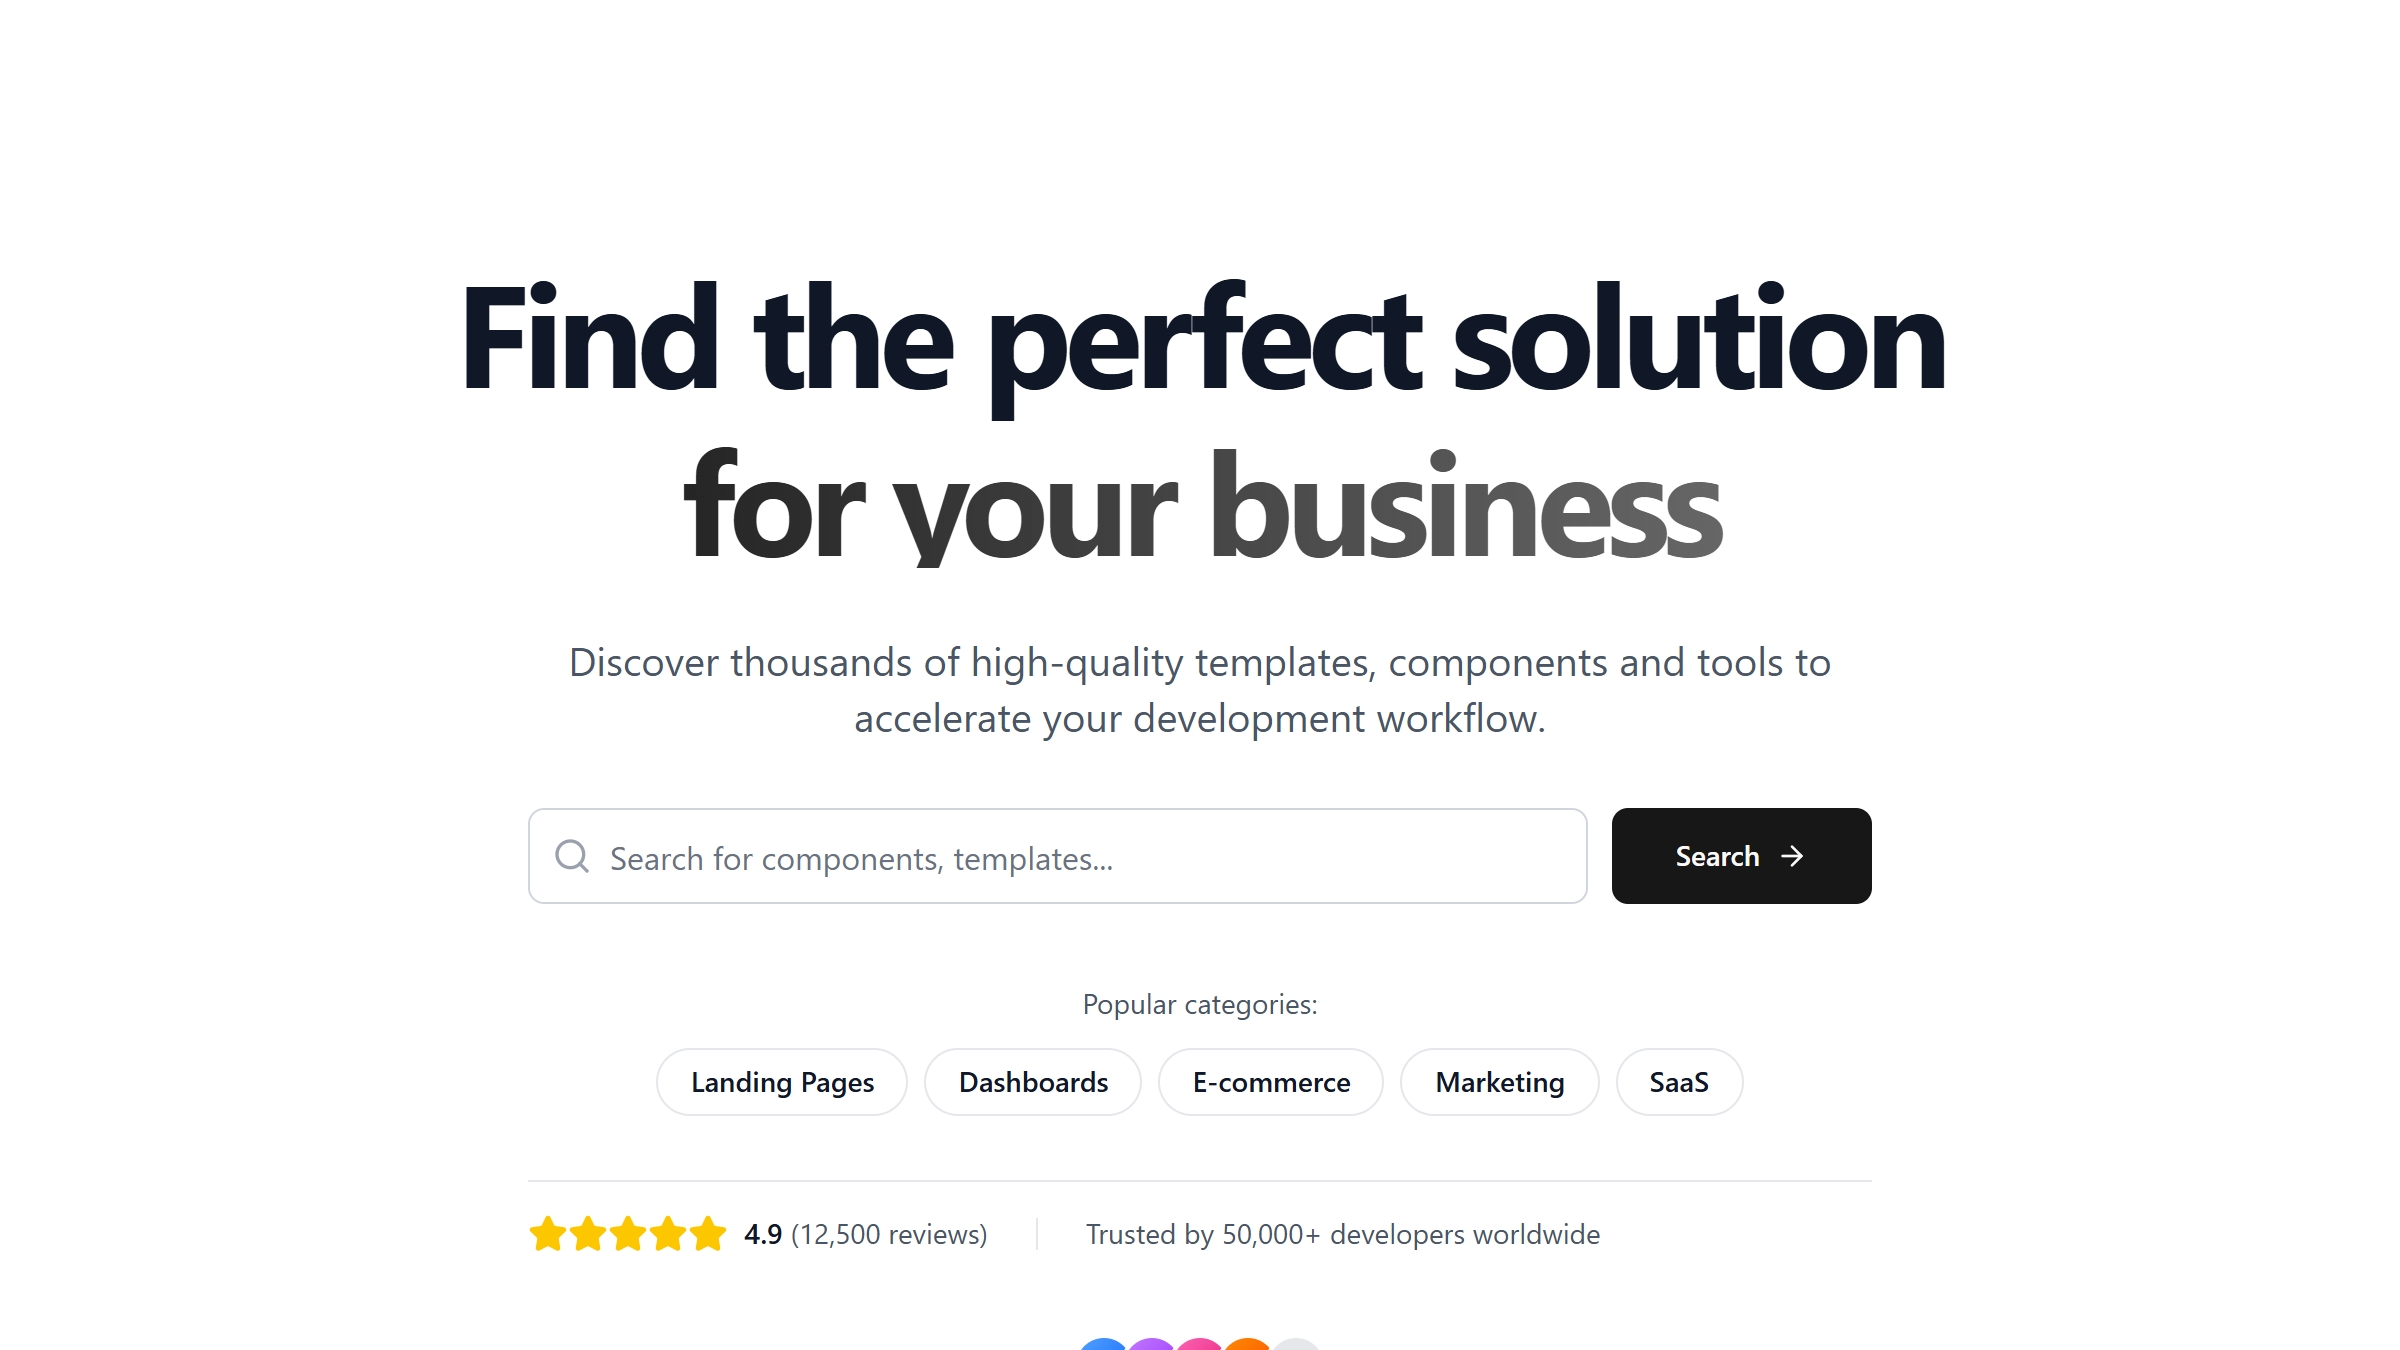 Find the perfect solution
for your business
Discover thousands of high-quality templates, components and tools to
accelerate your development workflow.
Search for components, templates...
Search
Popular categories:
Landing Pages
Dashboards
E-commerce
Marketing
SaaS
4.9 (12,500 reviews)
Trusted by 50,000+ developers worldwide